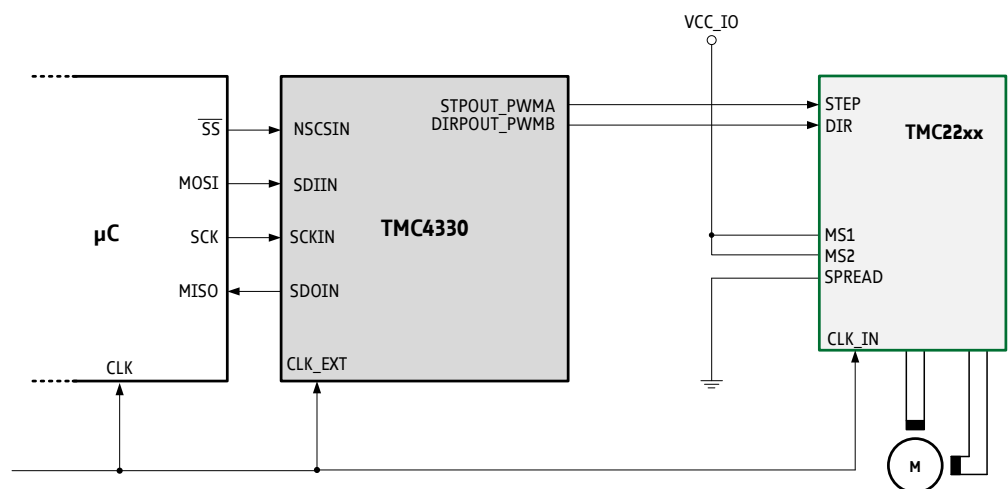 VCC_IO
SS
MOSI
µC
SCK
MISO
CLK
NSCSIN
SDIIN
TMC4330
SCKIN
SDOIN
CLK_EXT
STPOUT_PWMA
DIRPOUT_PWMB
STEP
DIR
TMC22xx
MS1
MS2
SPREAD
CLK_IN
M